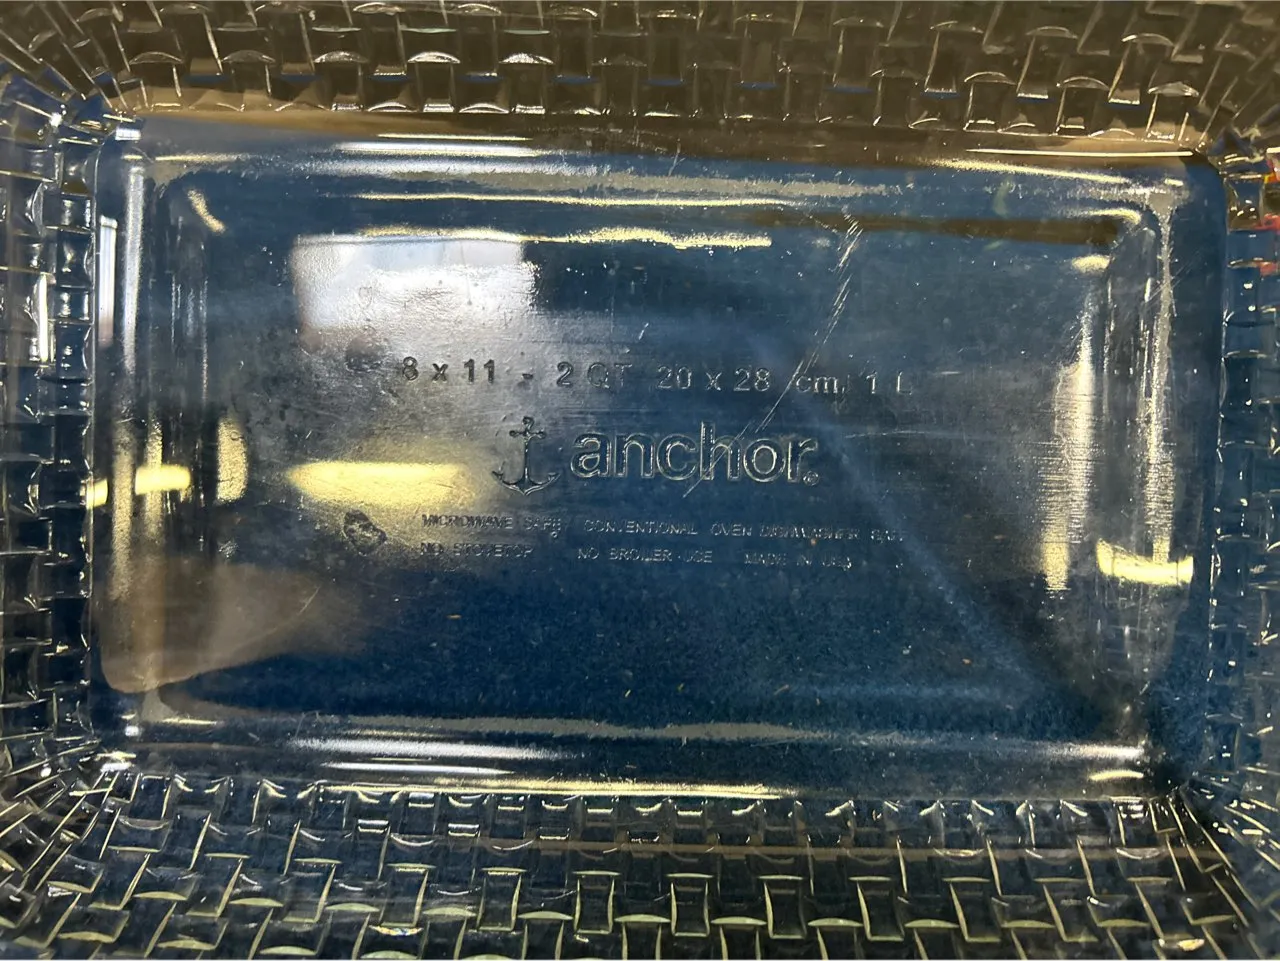 8 x 11 - 2 QT 20 x 28 cm, 1 L
anchor®
MICROWAVE SAFE CONVENTIONAL OVEN DISHWASHER
NO STOVETOP NO BROILER USE MADE IN USA